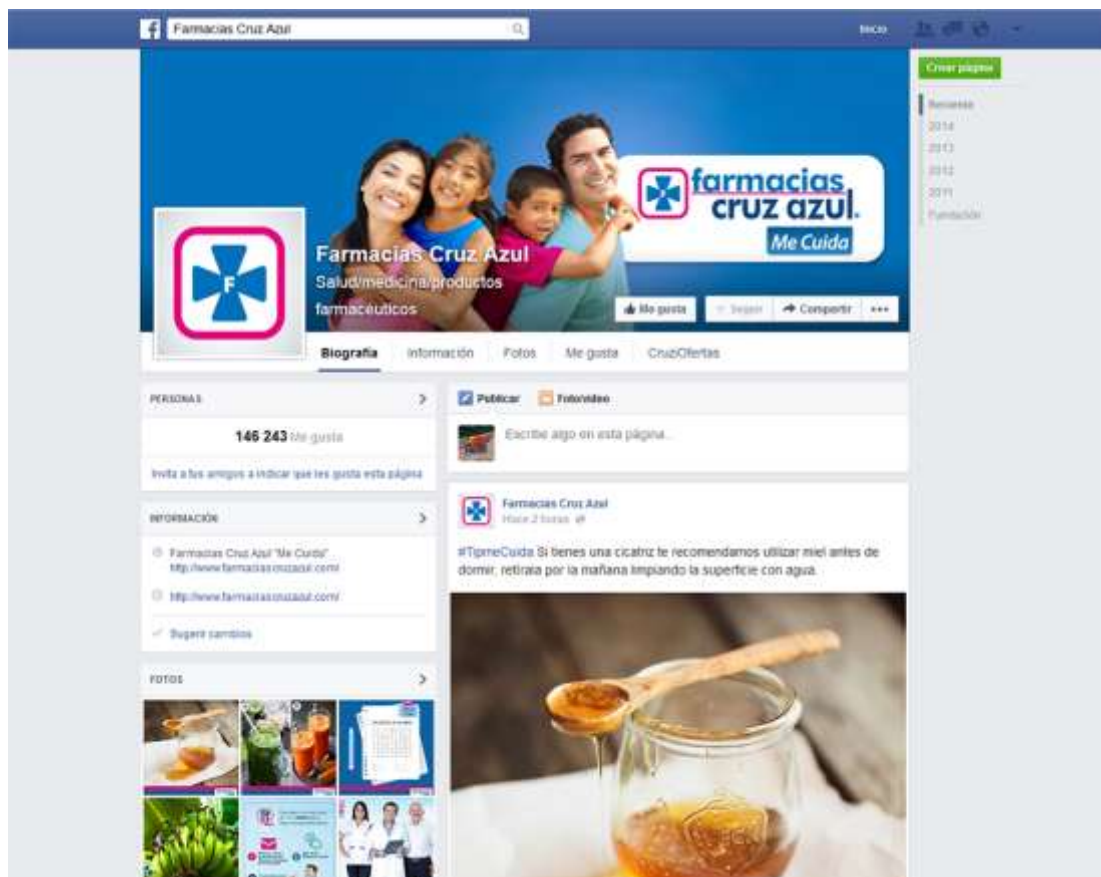 Farmacias Cruz Azul
Inicio
Crear página
Reciente
2014
2013
2012
2011
Fundación
farmacias
cruz azul.
Me Cuida
F
Farmacias Cruz Azul
Salud/medicina/productos
farmacéuticos
Me gusta
Seguir
Compartir
Biografía
Información
Fotos
Me gusta
CruziOfertas
PERSONAS
146 243 Me gusta
Invita a tus amigos a indicar que les gusta esta página
INFORMACIÓN
Farmacias Cruz Azul "Me Cuida"
http://www.farmaciascruzazul.com/
http://www.farmaciascruzazul.com/
Sugerir cambios
FOTOS
Publicar
Foto/video
Escribe algo en esta página...
Farmacias Cruz Azul
Hace 2 horas
#TipmeCuida Si tienes una cicatriz te recomendamos utilizar miel antes de
dormir, retírala por la mañana limpiando la superficie con agua.